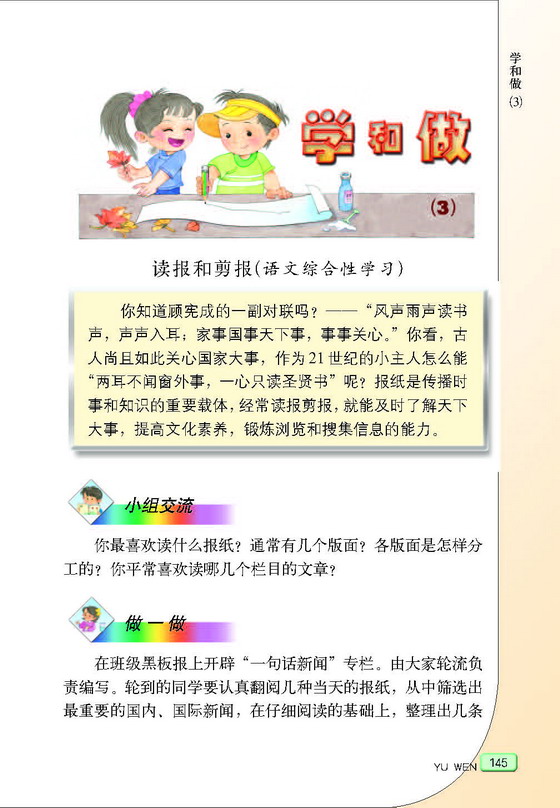 学和做
(3)
学和做
(3)
读报和剪报(语文综合性学习)
你知道顾宪成的一副对联吗？——“风声雨声读书
声，声声入耳；家事国事天下事，事事关心。”你看，古
人尚且如此关心国家大事，作为21世纪的小主人怎么能
“两耳不闻窗外事，一心只读圣贤书”呢？报纸是传播时
事和知识的重要载体，经常读报剪报，就能及时了解天下
大事，提高文化素养，锻炼浏览和搜集信息的能力。
小组交流
你最喜欢读什么报纸？通常有几个版面？各版面是怎样分
工的？你平常喜欢读哪几个栏目的文章？
做一做
在班级黑板报上开辟“一句话新闻”专栏。由大家轮流负
责编写。轮到的同学要认真翻阅几种当天的报纸，从中筛选出
最重要的国内、国际新闻，在仔细阅读的基础上，整理出几条
YU WEN 145